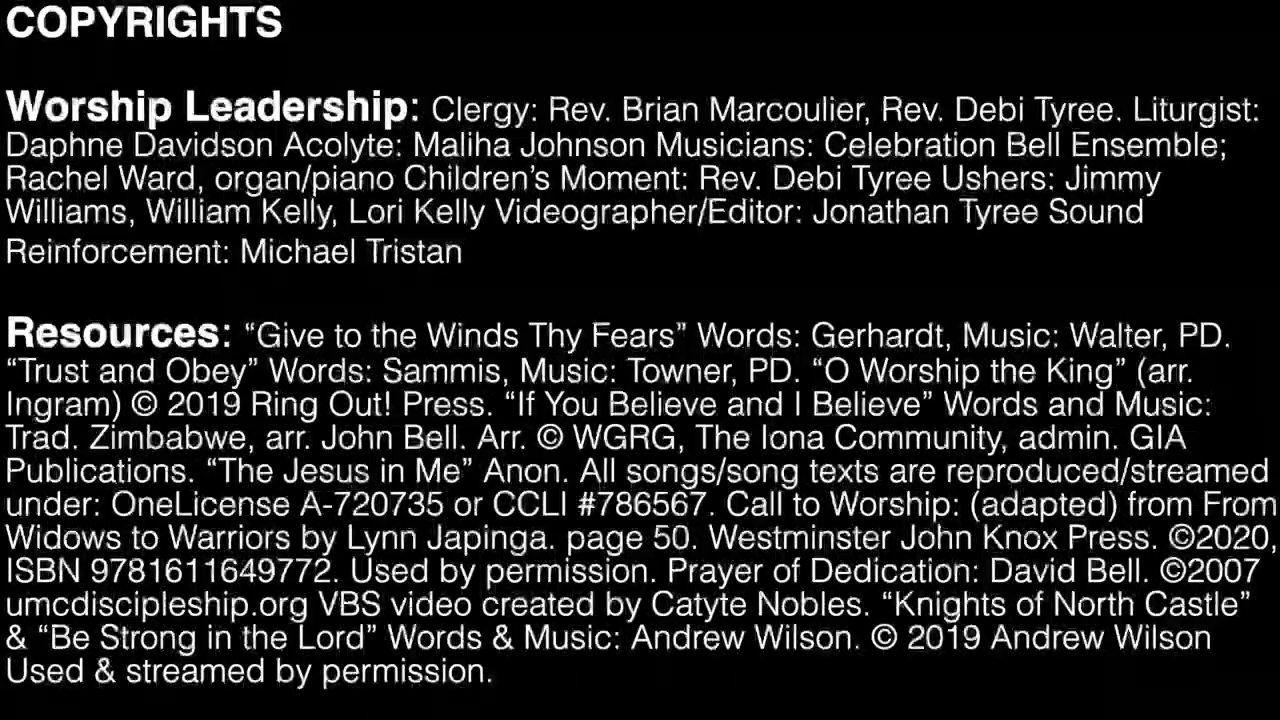 COPYRIGHTS
Worship Leadership: Clergy: Rev. Brian Marcoulier, Rev. Debi Tyree. Liturgist:
Daphne Davidson Acolyte: Maliha Johnson Musicians: Celebration Bell Ensemble;
Rachel Ward, organ/piano Children’s Moment: Rev. Debi Tyree Ushers: Jimmy
Williams, William Kelly, Lori Kelly Videographer/Editor: Jonathan Tyree Sound
Reinforcement: Michael Tristan
Resources: “Give to the Winds Thy Fears” Words: Gerhardt, Music: Walter, PD.
“Trust and Obey” Words: Sammis, Music: Towner, PD. “O Worship the King” (arr.
Ingram) © 2019 Ring Out! Press. “If You Believe and I Believe” Words and Music:
Trad. Zimbabwe, arr. John Bell. Arr. © WGRG, The Iona Community, admin. GIA
Publications. “The Jesus in Me” Anon. All songs/song texts are reproduced/streamed
under: OneLicense A-720735 or CCLI #786567. Call to Worship: (adapted) from From
Widows to Warriors by Lynn Japinga. page 50. Westminster John Knox Press. ©2020,
ISBN 9781611649772. Used by permission. Prayer of Dedication: David Bell. ©2007
umcdiscipleship.org VBS video created by Catyte Nobles. “Knights of North Castle”
& “Be Strong in the Lord” Words & Music: Andrew Wilson. © 2019 Andrew Wilson
Used & streamed by permission.